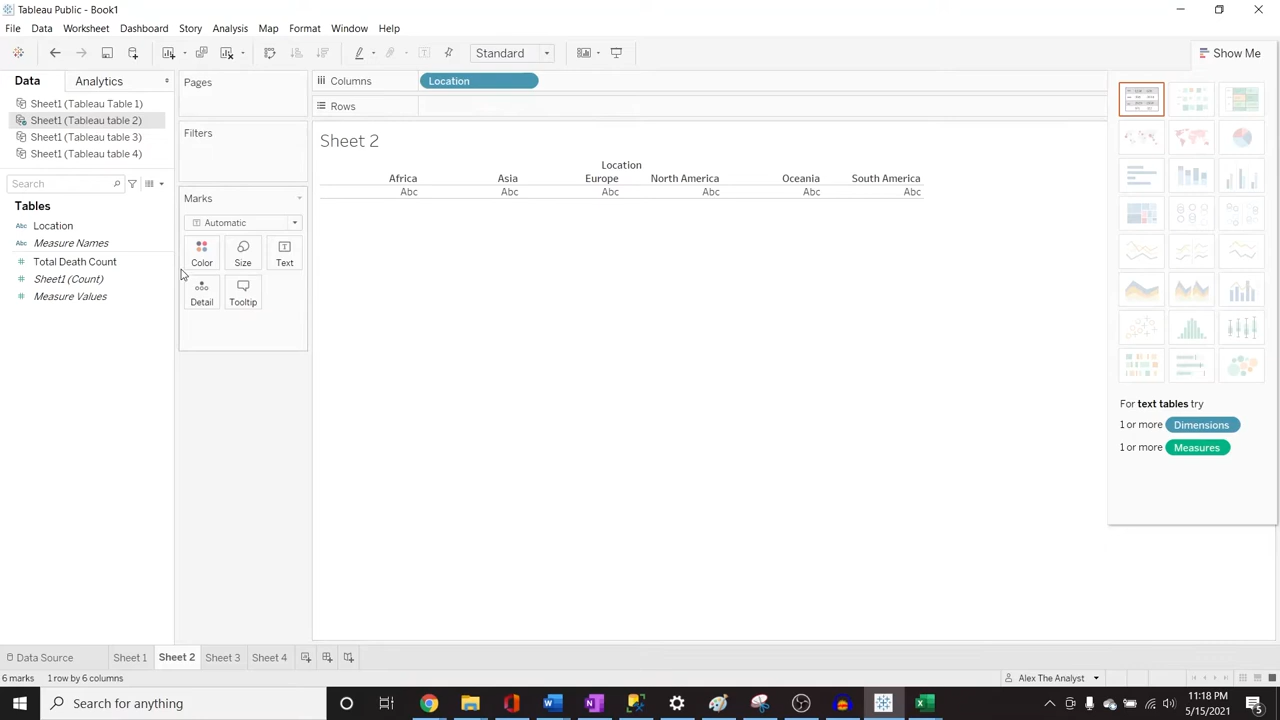 Tableau Public - Book1
File Data Worksheet Dashboard Story Analysis Map Format Window Help
Standard
Show Me
Data Analytics
Sheet1 (Tableau Table 1)
Sheet1 (Tableau table 2)
Sheet1 (Tableau table 3)
Sheet1 (Tableau table 4)
Search
Tables
Abc Location
Abc Measure Names
Total Death Count
Sheet1 (Count)
Measure Values
Pages
Filters
Marks
Automatic
Color Size Text
Detail Tooltip
Columns Location
Rows
Sheet 2
Location
Africa Asia Europe North America Oceania South America
Abc Abc Abc Abc Abc Abc
For text tables try
1 or more Dimensions
1 or more Measures
Data Source Sheet 1 Sheet 2 Sheet 3 Sheet 4
6 marks 1 row by 6 columns
Alex The Analyst
Search for anything
11:18 PM
5/15/2021